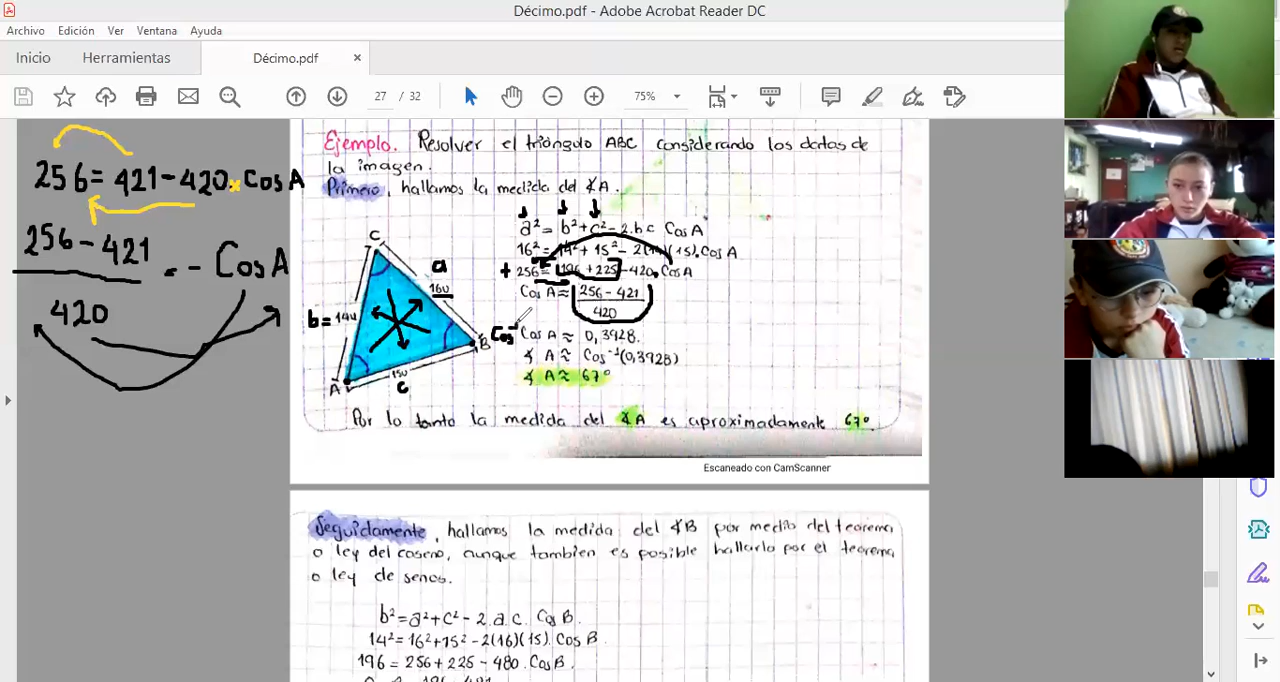 Décimo.pdf - Adobe Acrobat Reader DC
Archivo Edición Ver Ventana Ayuda
Inicio Herramientas Décimo.pdf ×
27 / 32 75%
256 = 421 - 420 × Cos A
256 - 421
= - Cos A
420
Ejemplo. Resolver el triángulo ABC considerando los datos de
la imagen.
Primero, hallamos la medida del ∡A.
a² = b² + c² - 2.b.c Cos A
16² = 14² + 15² - 2(14)(15). Cos A
+ 256 = 196 + 225 - 420. Cos A
Cos A ≈ 256 - 421
420
Cos⁻¹ Cos A ≈ 0,3928.
∡ A ≈ Cos⁻¹(0,3928)
∡ A ≈ 67°
C
a
16u
b = 14u
B
15u
A
c
Por lo tanto la medida del ∡A es aproximadamente 67°
Escaneado con CamScanner
Seguidamente, hallamos la medida del ∡B por medio del teorema
o ley del coseno, aunque tambien es posible hallarlo por el teorema
o ley de senos.
b² = a² + c² - 2.a.c. Cos B.
14² = 16² + 15² - 2(16)(15). Cos B
196 = 256 + 225 - 480. Cos B.